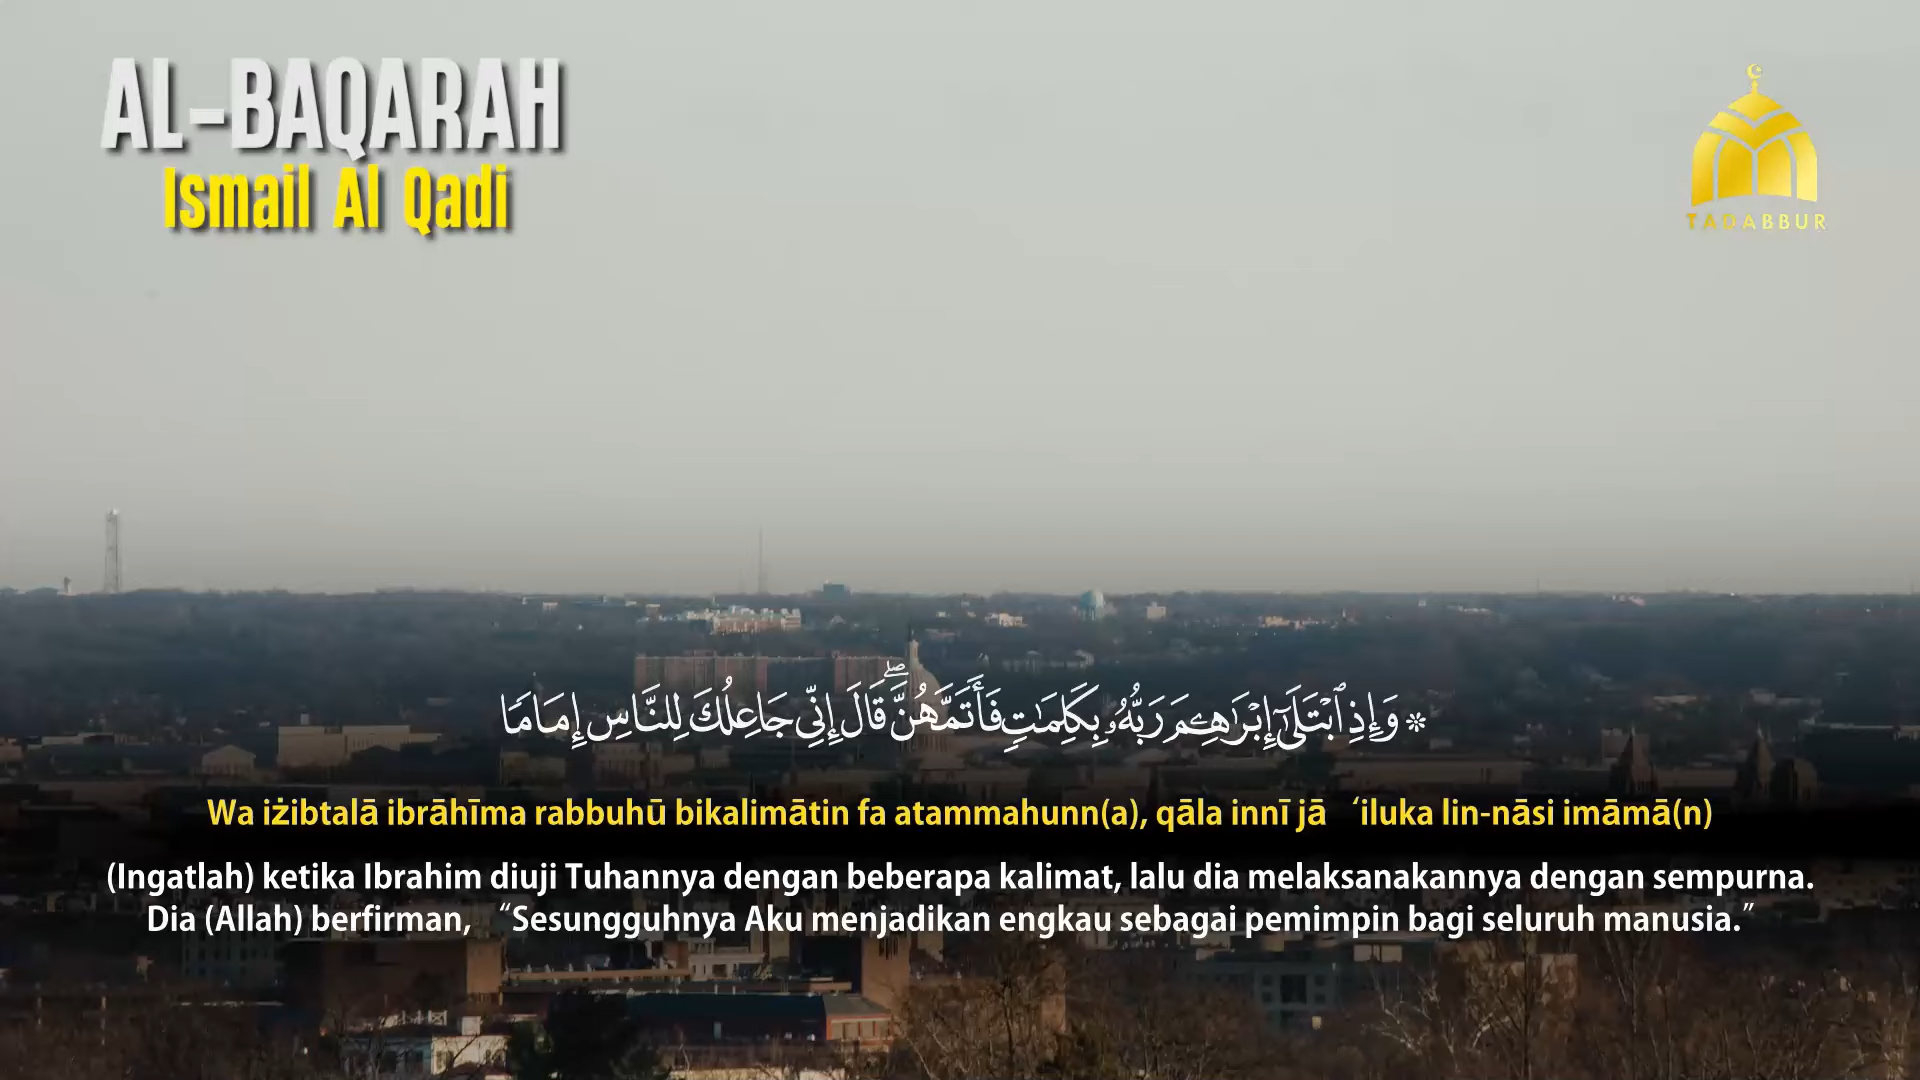 AL-BAQARAH
Ismail Al Qadi
TADABBUR
۞ وَإِذِ ٱبْتَلَىٰٓ إِبْرَٰهِـۧمَ رَبُّهُۥ بِكَلِمَـٰتٍ فَأَتَمَّهُنَّ ۖ قَالَ إِنِّى جَاعِلُكَ لِلنَّاسِ إِمَامًا
Wa iżibtalā ibrāhīma rabbuhū bikalimātin fa atammahunn(a), qāla innī jā ‘iluka lin-nāsi imāmā(n)
(Ingatlah) ketika Ibrahim diuji Tuhannya dengan beberapa kalimat, lalu dia melaksanakannya dengan sempurna.
Dia (Allah) berfirman, “Sesungguhnya Aku menjadikan engkau sebagai pemimpin bagi seluruh manusia.”